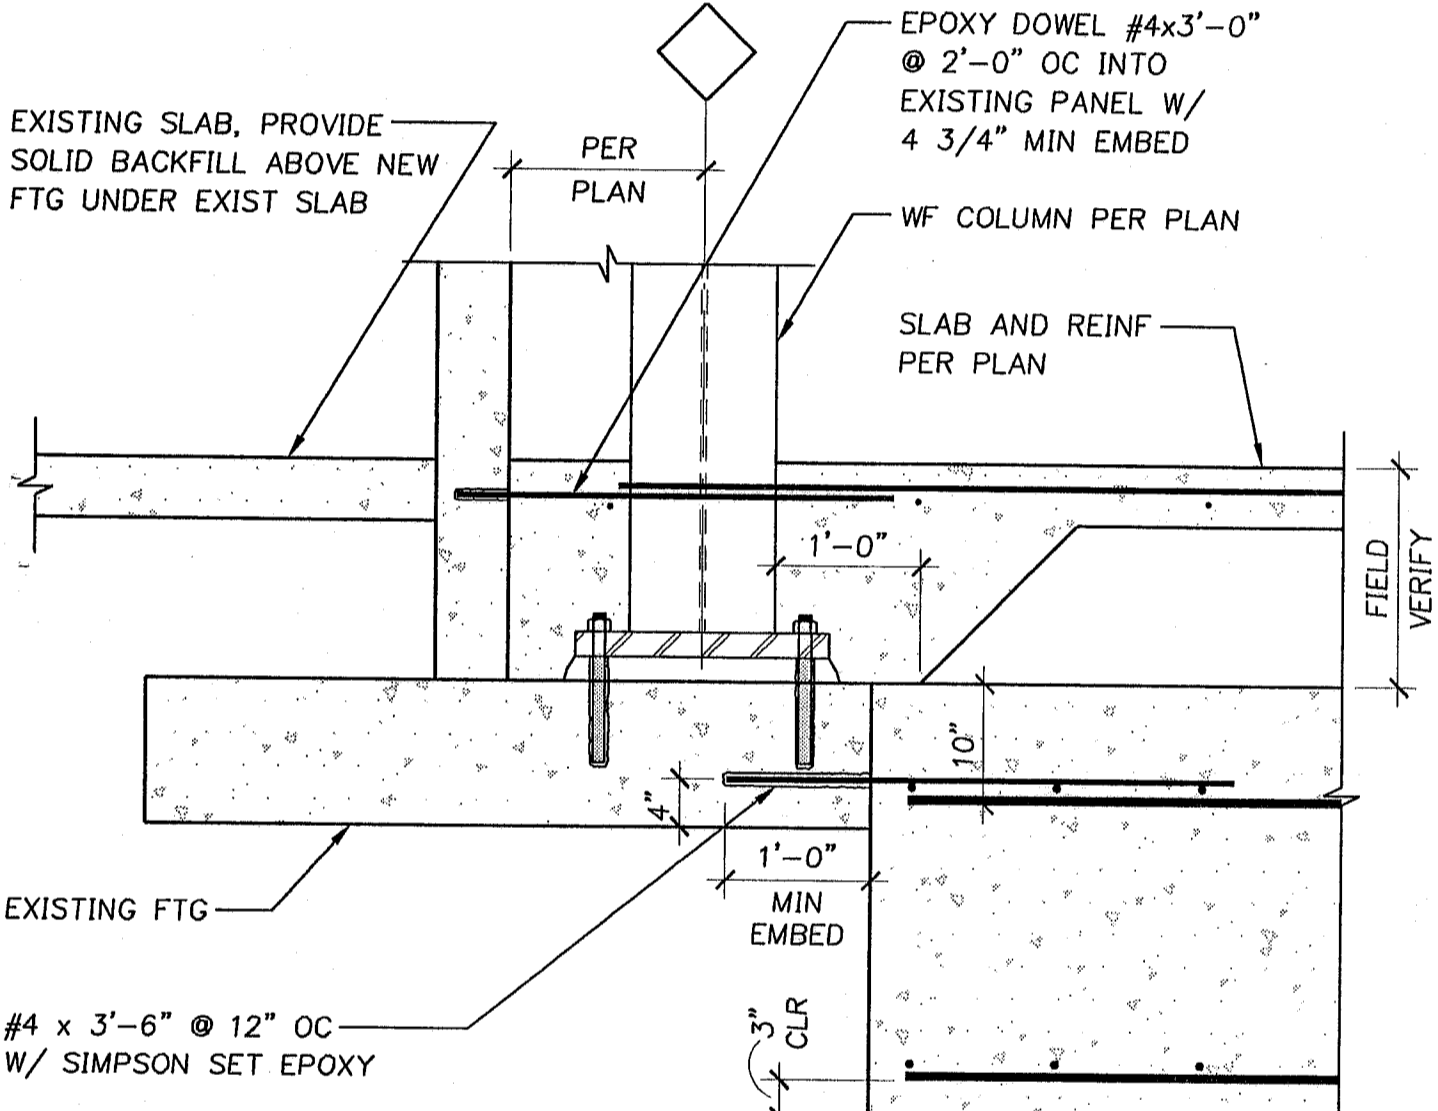 EPOXY DOWEL #4x3'-0"
@ 2'-0" OC INTO
EXISTING PANEL W/
4 3/4" MIN EMBED
EXISTING SLAB, PROVIDE
SOLID BACKFILL ABOVE NEW
FTG UNDER EXIST SLAB
PER
PLAN
WF COLUMN PER PLAN
SLAB AND REINF
PER PLAN
1'-0"
FIELD
VERIFY
10"
4"
1'-0"
MIN
EMBED
EXISTING FTG
#4 x 3'-6" @ 12" OC
W/ SIMPSON SET EPOXY
3"
CLR